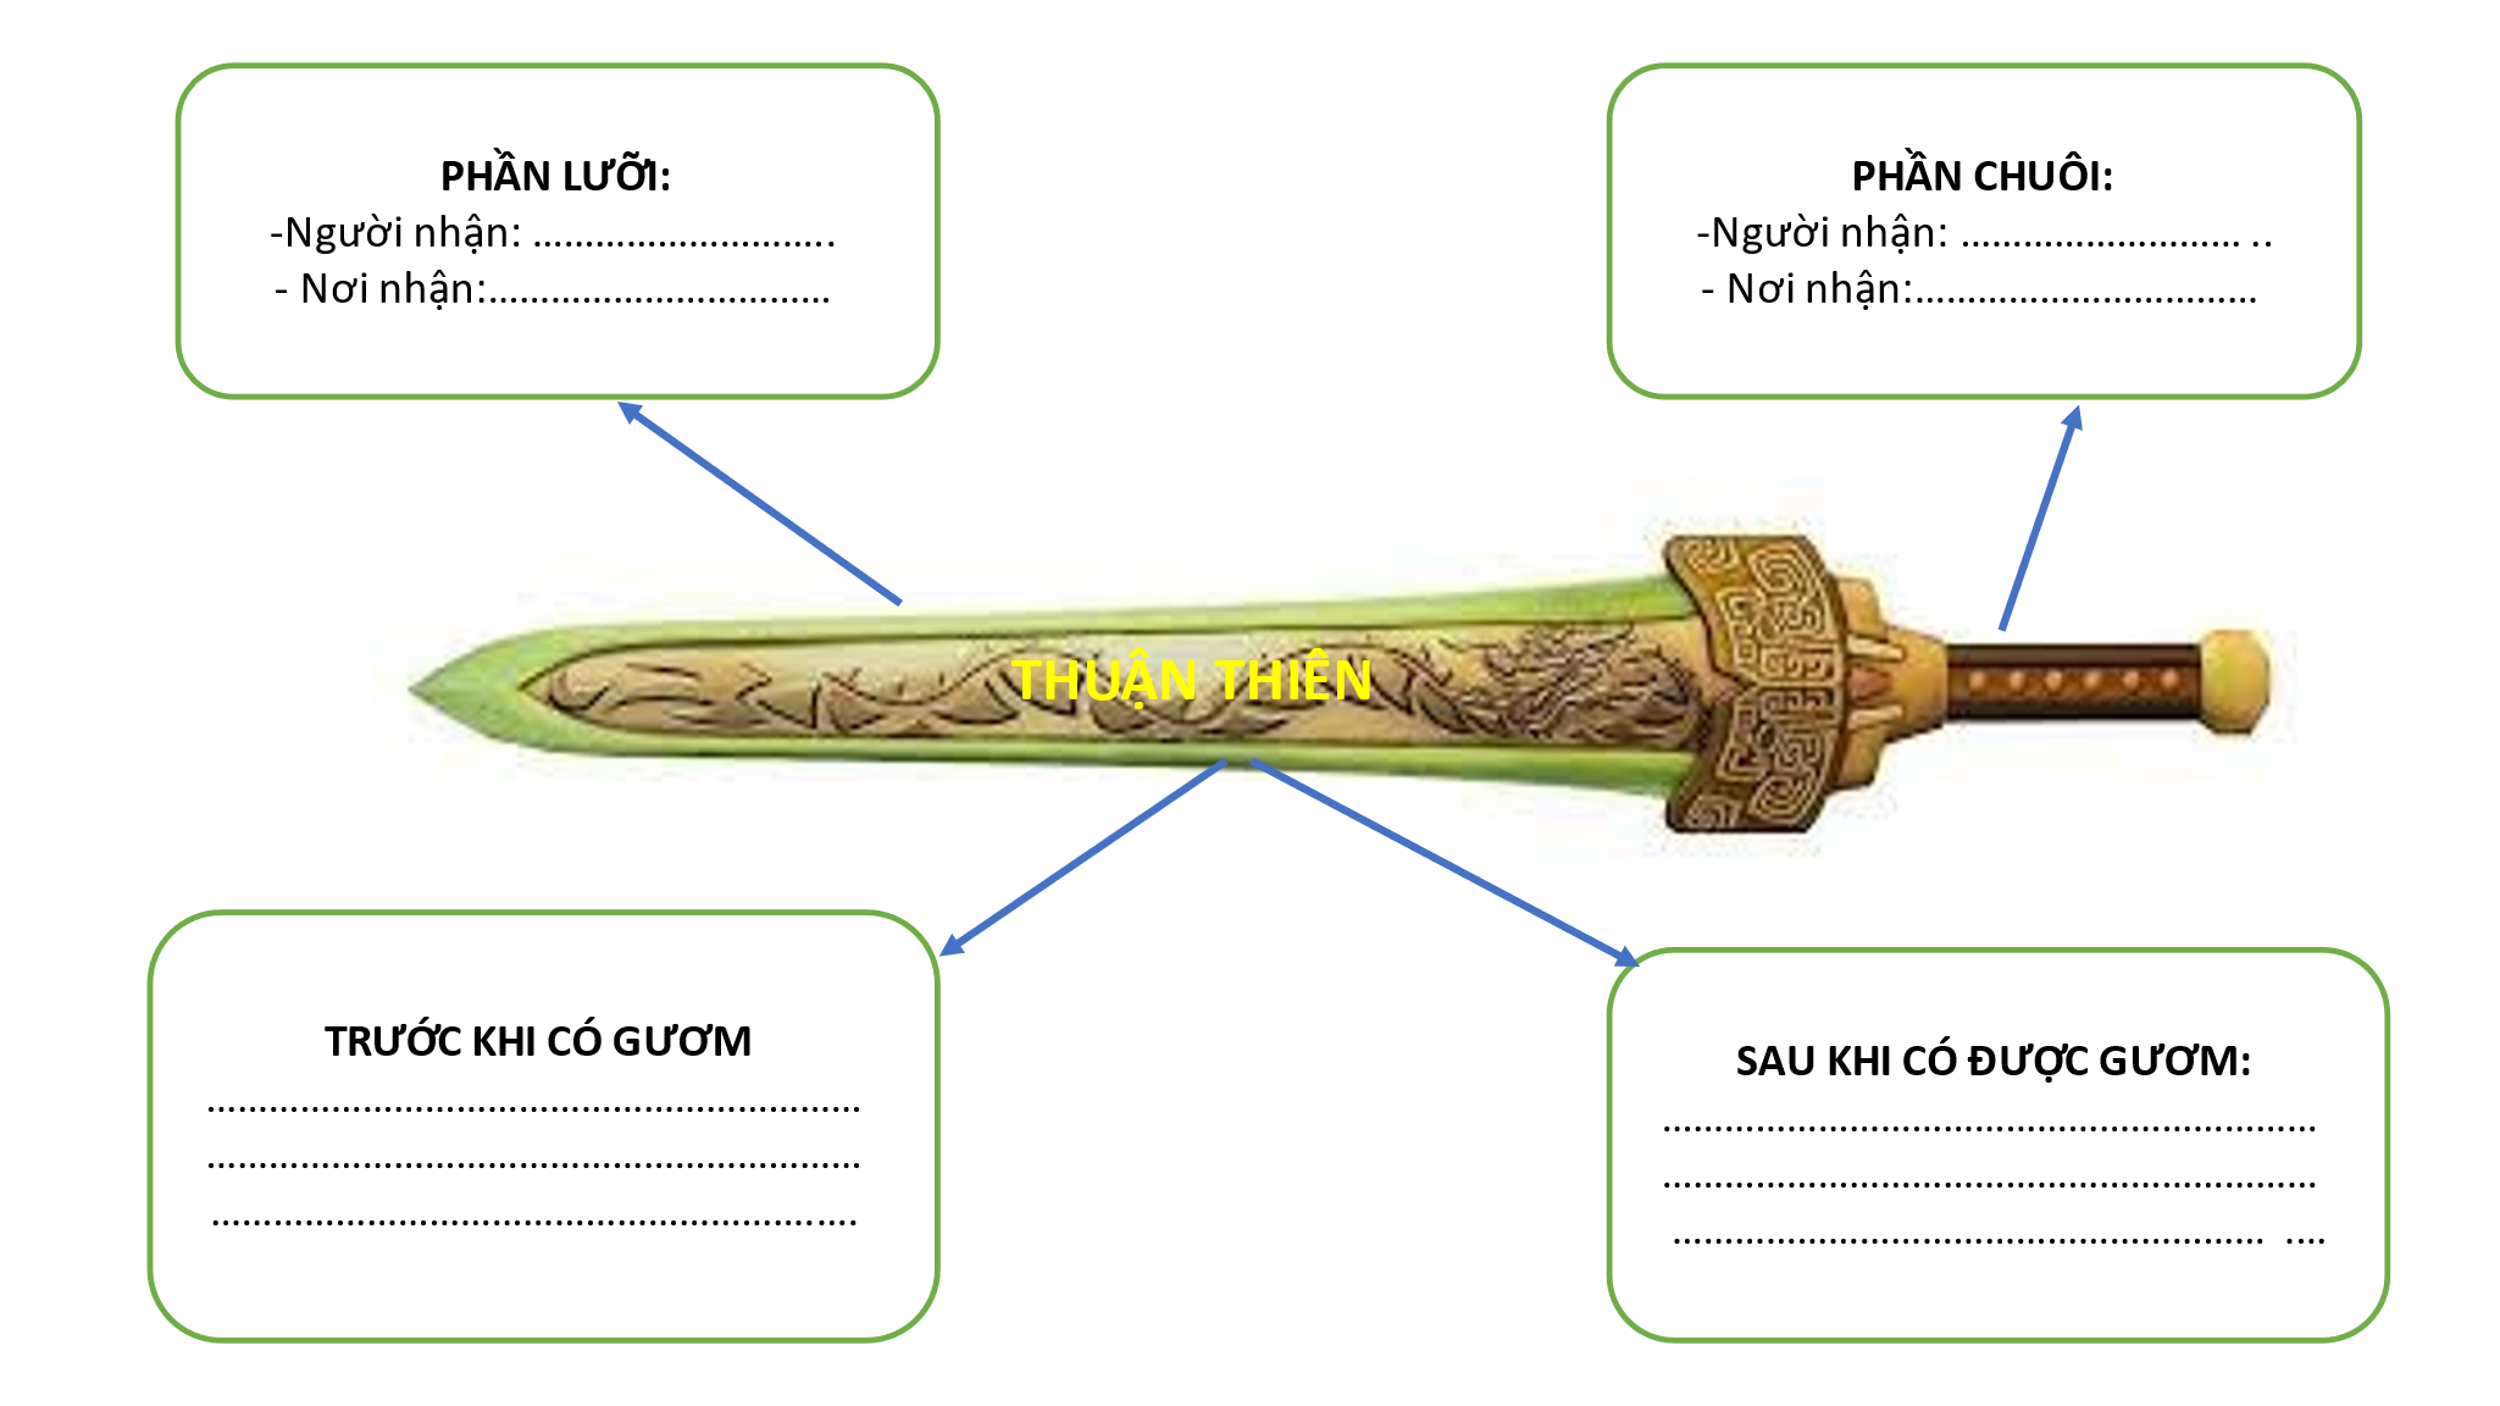 PHẦN LƯỠI:
-Người nhận: ................................
- Nơi nhận:....................................
PHẦN CHUÔI:
-Người nhận: ............................. ..
- Nơi nhận:....................................
THUẬN THIÊN
TRƯỚC KHI CÓ GƯƠM
......................................................................
......................................................................
......................................................................
SAU KHI CÓ ĐƯỢC GƯƠM:
......................................................................
......................................................................
............................................................... ....